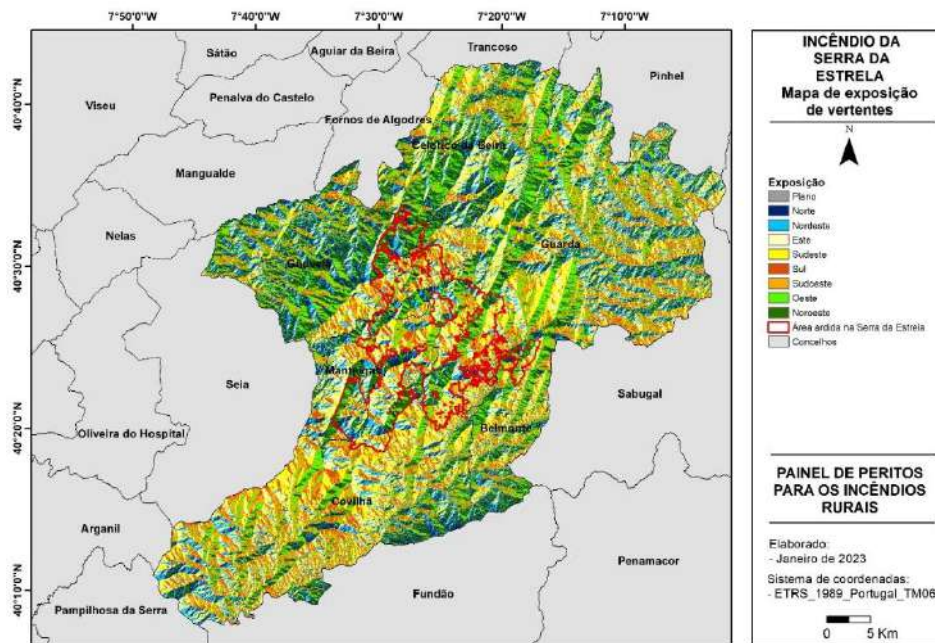 7°50'0"W 7°40'0"W 7°30'0"W 7°20'0"W 7°10'0"W
40°40'0"N
40°30'0"N
40°20'0"N
40°10'0"N
Sátão
Aguiar da Beira
Trancoso
Pinhel
Viseu
Penalva do Castelo
Fornos de Algodres
Celorico da Beira
Mangualde
Nelas
Guarda
Gouveia
Seia
Manteigas
Sabugal
Oliveira do Hospital
Belmonte
Covilhã
Arganil
Penamacor
Fundão
Pampilhosa da Serra
INCÊNDIO DA
SERRA DA
ESTRELA
Mapa de exposição
de vertentes
N
Exposição
Plano
Norte
Nordeste
Este
Sudeste
Sul
Sudoeste
Oeste
Noroeste
Área ardida na Serra da Estrela
Concelhos
PAINEL DE PERITOS
PARA OS INCÊNDIOS
RURAIS
Elaborado:
- Janeiro de 2023
Sistema de coordenadas:
- ETRS_1989_Portugal_TM06
0 5 Km